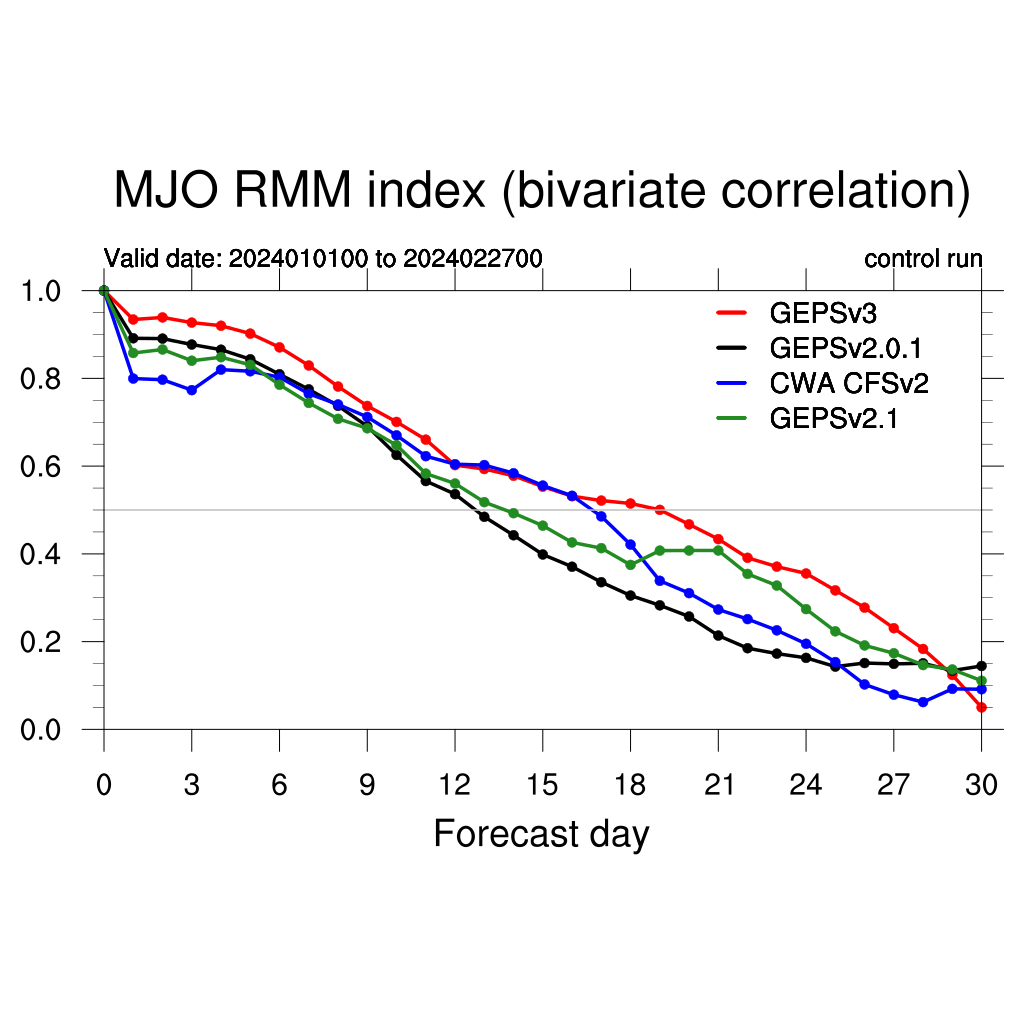 MJO RMM index (bivariate correlation)
Valid date: 2024010100 to 2024022700 control run
1.0
GEPSv3
GEPSv2.0.1
0.8
CWA CFSv2
GEPSv2.1
0.6
0.4
0.2
0.0
0 3 6 9 12 15 18 21 24 27 30
Forecast day